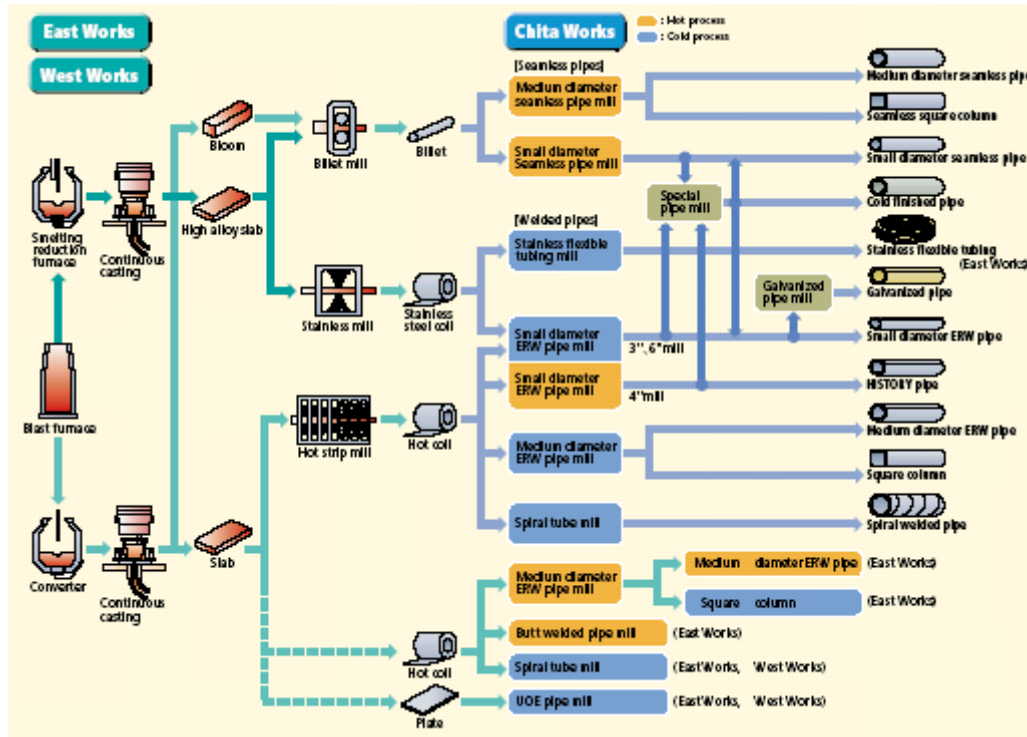 East Works
West Works
Chita Works
: Hot process
: Cold process
[Seamless pipes]
Medium diameter
seamless pipe mill
Medium diameter seamless pipe
Seamless square column
Bloom
Billet mill
Billet
Small diameter
Seamless pipe mill
Small diameter seamless pipe
Special
pipe mill
Cold finished pipe
High alloy slab
Smelting
reduction
furnace
Continuous
casting
[Welded pipes]
Stainless flexible
tubing mill
Stainless flexible tubing
(East Works)
Stainless mill
Stainless
steel coil
Galvanized
pipe mill
Galvanized pipe
Small diameter
ERW pipe mill
3", 6" mill
Small diameter ERW pipe
Small diameter
ERW pipe mill
4" mill
HISTORY pipe
Blast furnace
Hot strip mill
Hot coil
Medium diameter
ERW pipe mill
Medium diameter ERW pipe
Square column
Spiral tube mill
Spiral welded pipe
Converter
Continuous
casting
Slab
Medium diameter
ERW pipe mill
Medium diameter ERW pipe (East Works)
Square column (East Works)
Butt welded pipe mill (East Works)
Hot coil
Spiral tube mill (East Works, West Works)
Plate
UOE pipe mill (East Works, West Works)